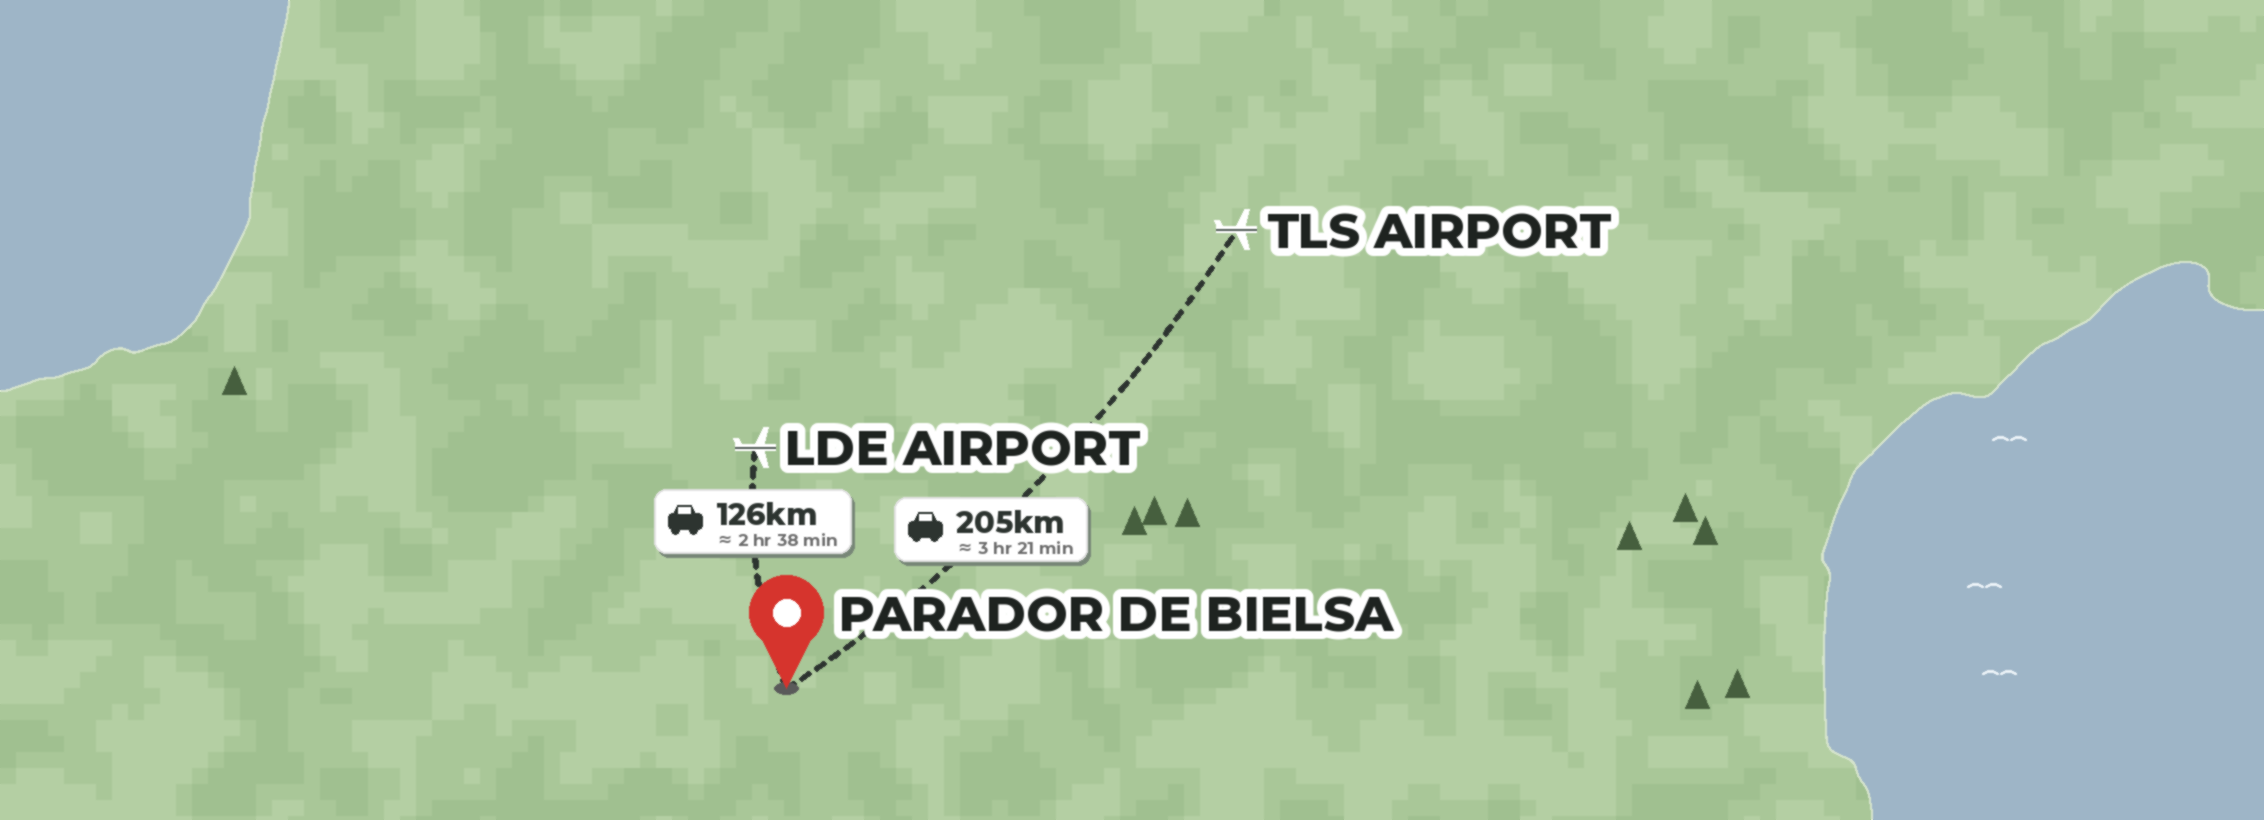 TLS AIRPORT
LDE AIRPORT
126km
≈ 2 hr 38 min
205km
≈ 3 hr 21 min
PARADOR DE BIELSA